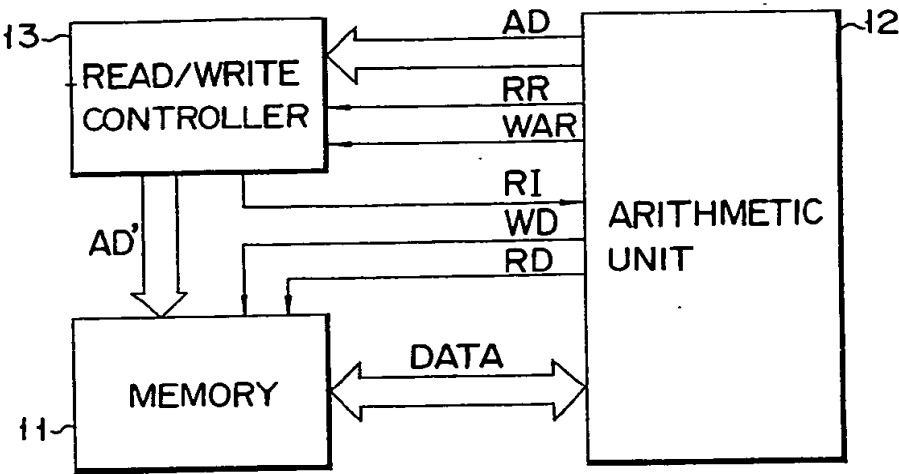 13
READ/WRITE
CONTROLLER
AD
RR
WAR
RI
WD
RD
12
ARITHMETIC
UNIT
AD'
DATA
MEMORY
11